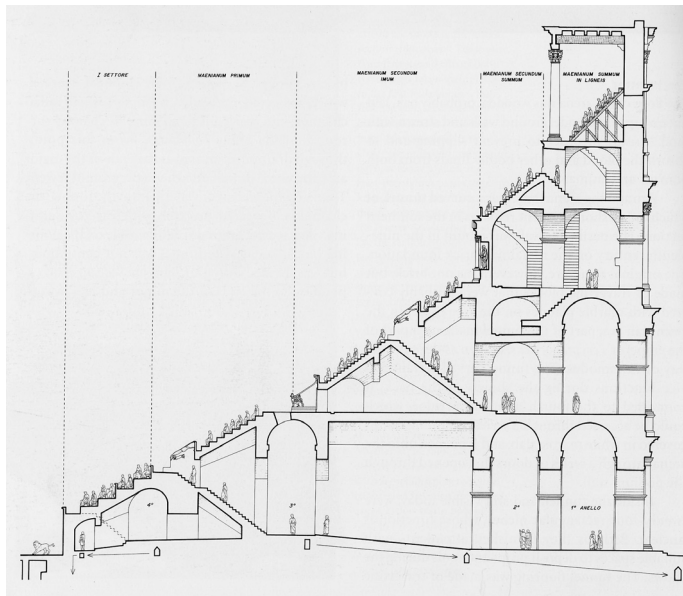 I SETTORE
MAENIANUM PRIMUM
MAENIANUM SECUNDUM
IMUM
MAENIANUM SECUNDUM
SUMMUM
MAENIANUM SUMMUM
IN LIGNEIS
4°
3°
2°
1° ANELLO